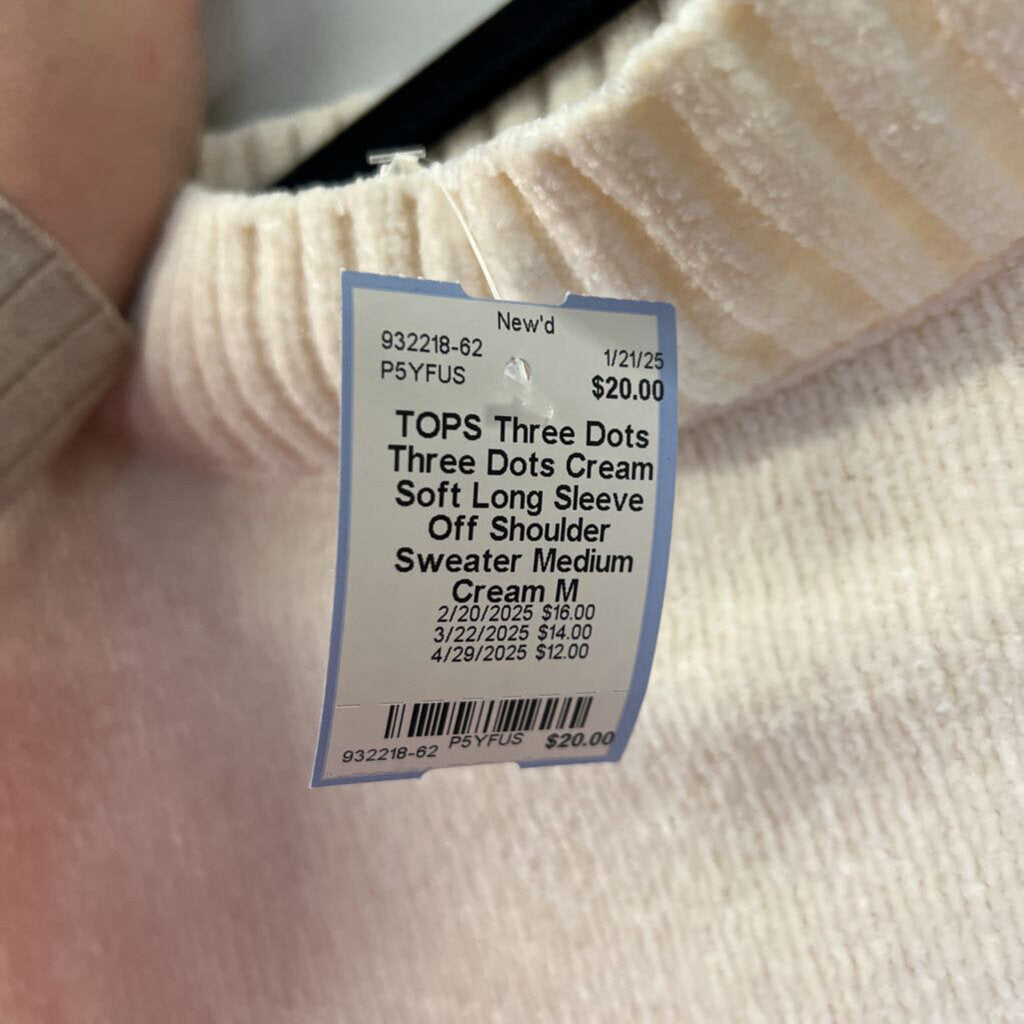 New'd
932218-62 1/21/25
P5YFUS $20.00
TOPS Three Dots
Three Dots Cream
Soft Long Sleeve
Off Shoulder
Sweater Medium
Cream M
2/20/2025 $16.00
3/22/2025 $14.00
4/29/2025 $12.00
932218-62 P5YFUS $20.00